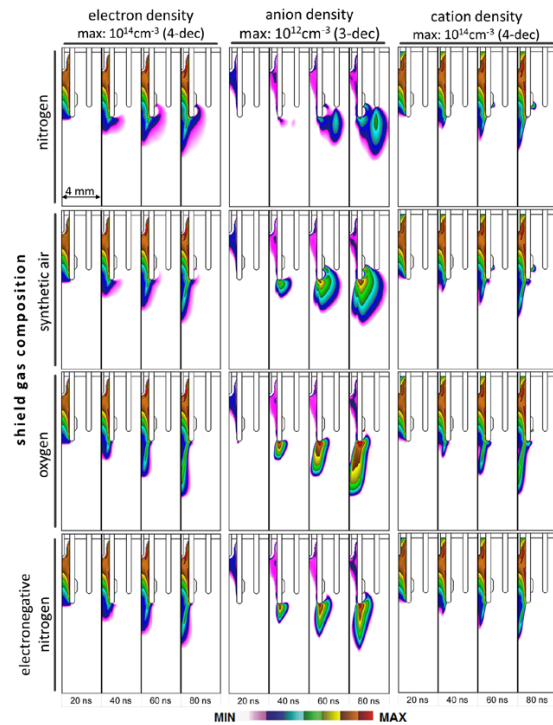 electron density
max: 10¹⁴cm⁻³ (4-dec)
anion density
max: 10¹²cm⁻³ (3-dec)
cation density
max: 10¹⁴cm⁻³ (4-dec)
shield gas composition
nitrogen
4 mm
synthetic air
oxygen
electronegative
nitrogen
20 ns 40 ns 60 ns 80 ns 20 ns 40 ns 60 ns 80 ns 20 ns 40 ns 60 ns 80 ns
MIN MAX